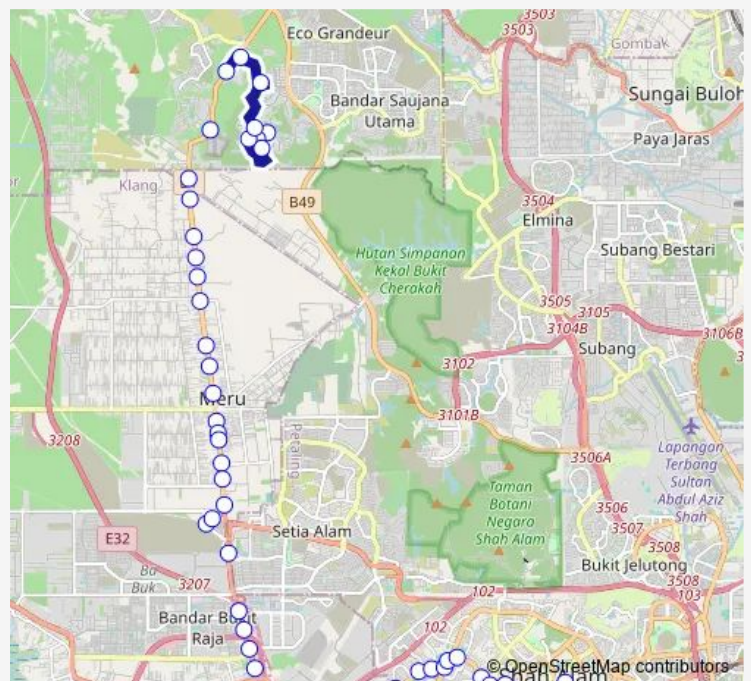 3503
3503
Eco Grandeur
Gombak
Sungai Buloh
Bandar Saujana
Utama
Paya Jaras
Klang
B49
3504
Elmina
Hutan Simpanan
Kekal Bukit
Cherakah
Subang Bestari
3505
3105
3104B
3106B
Subang
3102
Meru
3101B
3208
Petaling
3506A
Lapangan
Terbang
Sultan
Abdul Aziz
Shah
Taman
Botani
Negara
Shah Alam
3506
3507
Setia Alam
E32
3508
Bukit Jelutong
Ba
Buk
3207
3508
102
103
Bandar Bukit
Raja
102
© OpenStreetMap contributors